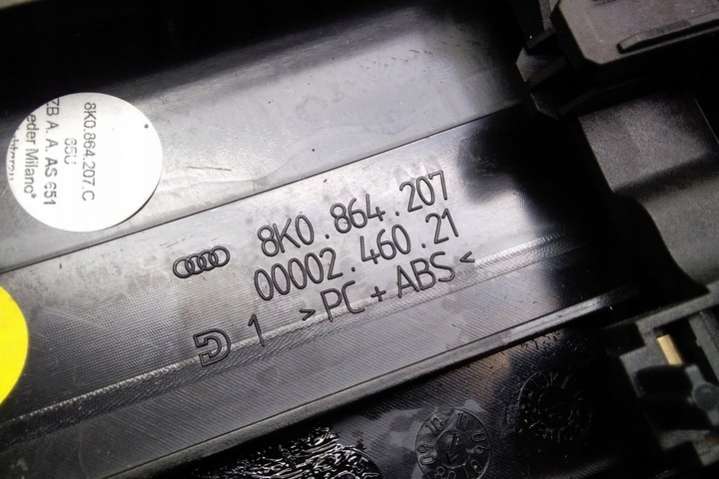 8K0.864.207.C
65U
ZB A. A. AS 651
eder Milano*
8K0.864.207
00002.460.21
1 >PC+ABS<